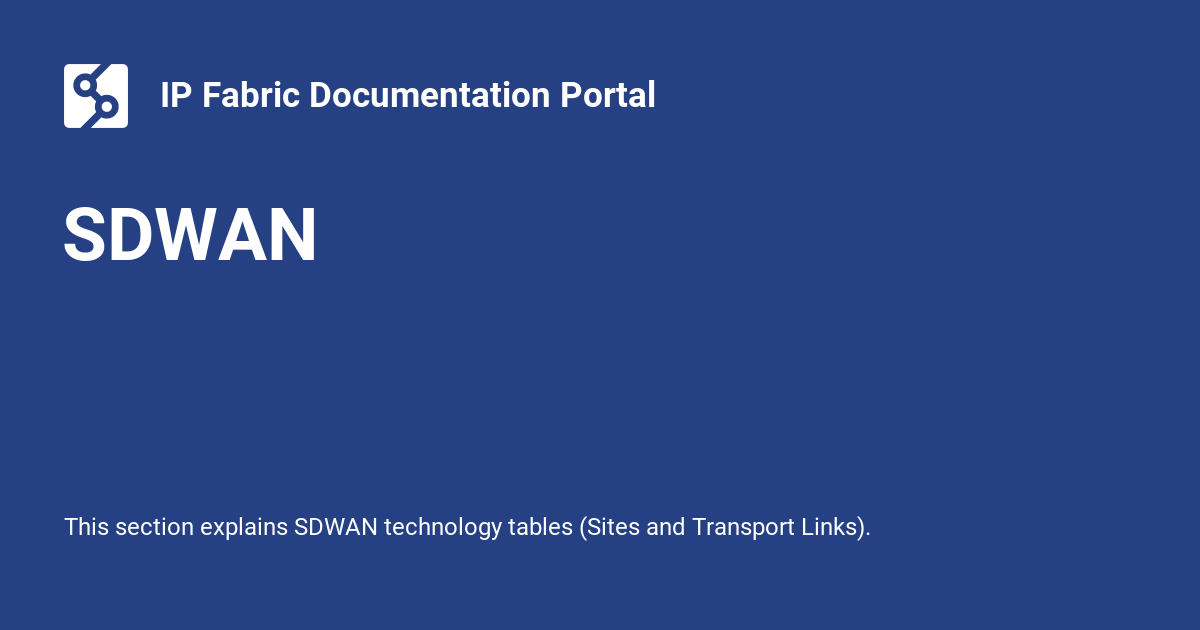 IP Fabric Documentation Portal
SDWAN
This section explains SDWAN technology tables (Sites and Transport Links).